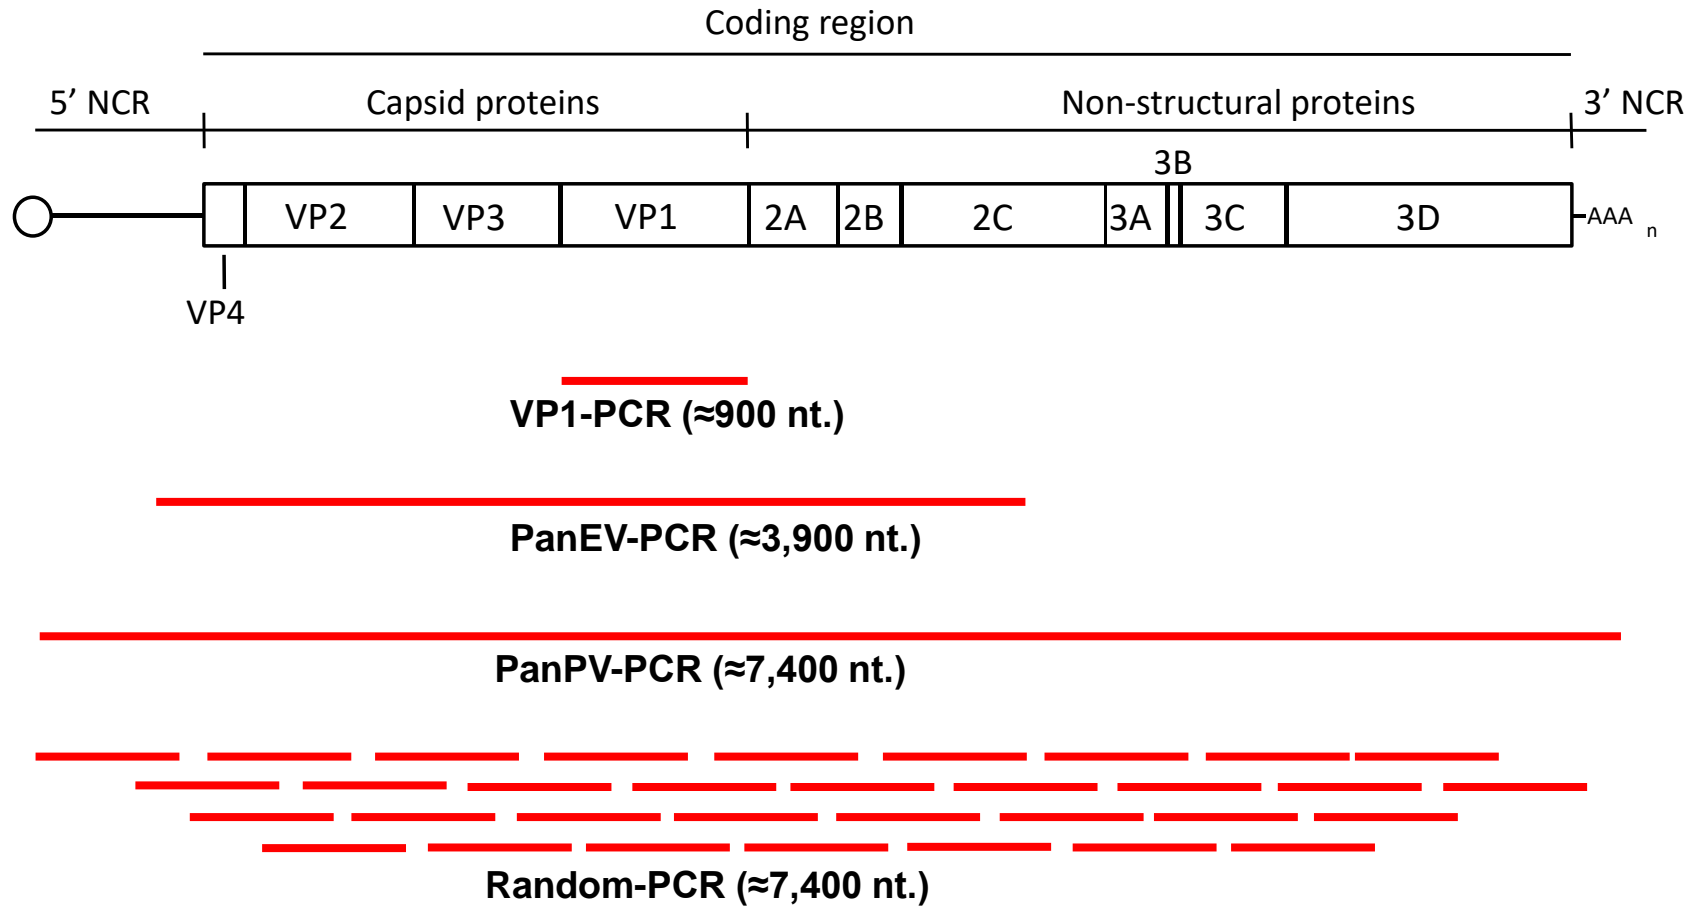 Coding region
5’ NCR Capsid proteins Non-structural proteins 3’ NCR
3B
VP2 VP3 VP1 2A 2B 2C 3A 3C 3D AAA n
VP4
VP1-PCR (≈900 nt.)
PanEV-PCR (≈3,900 nt.)
PanPV-PCR (≈7,400 nt.)
Random-PCR (≈7,400 nt.)